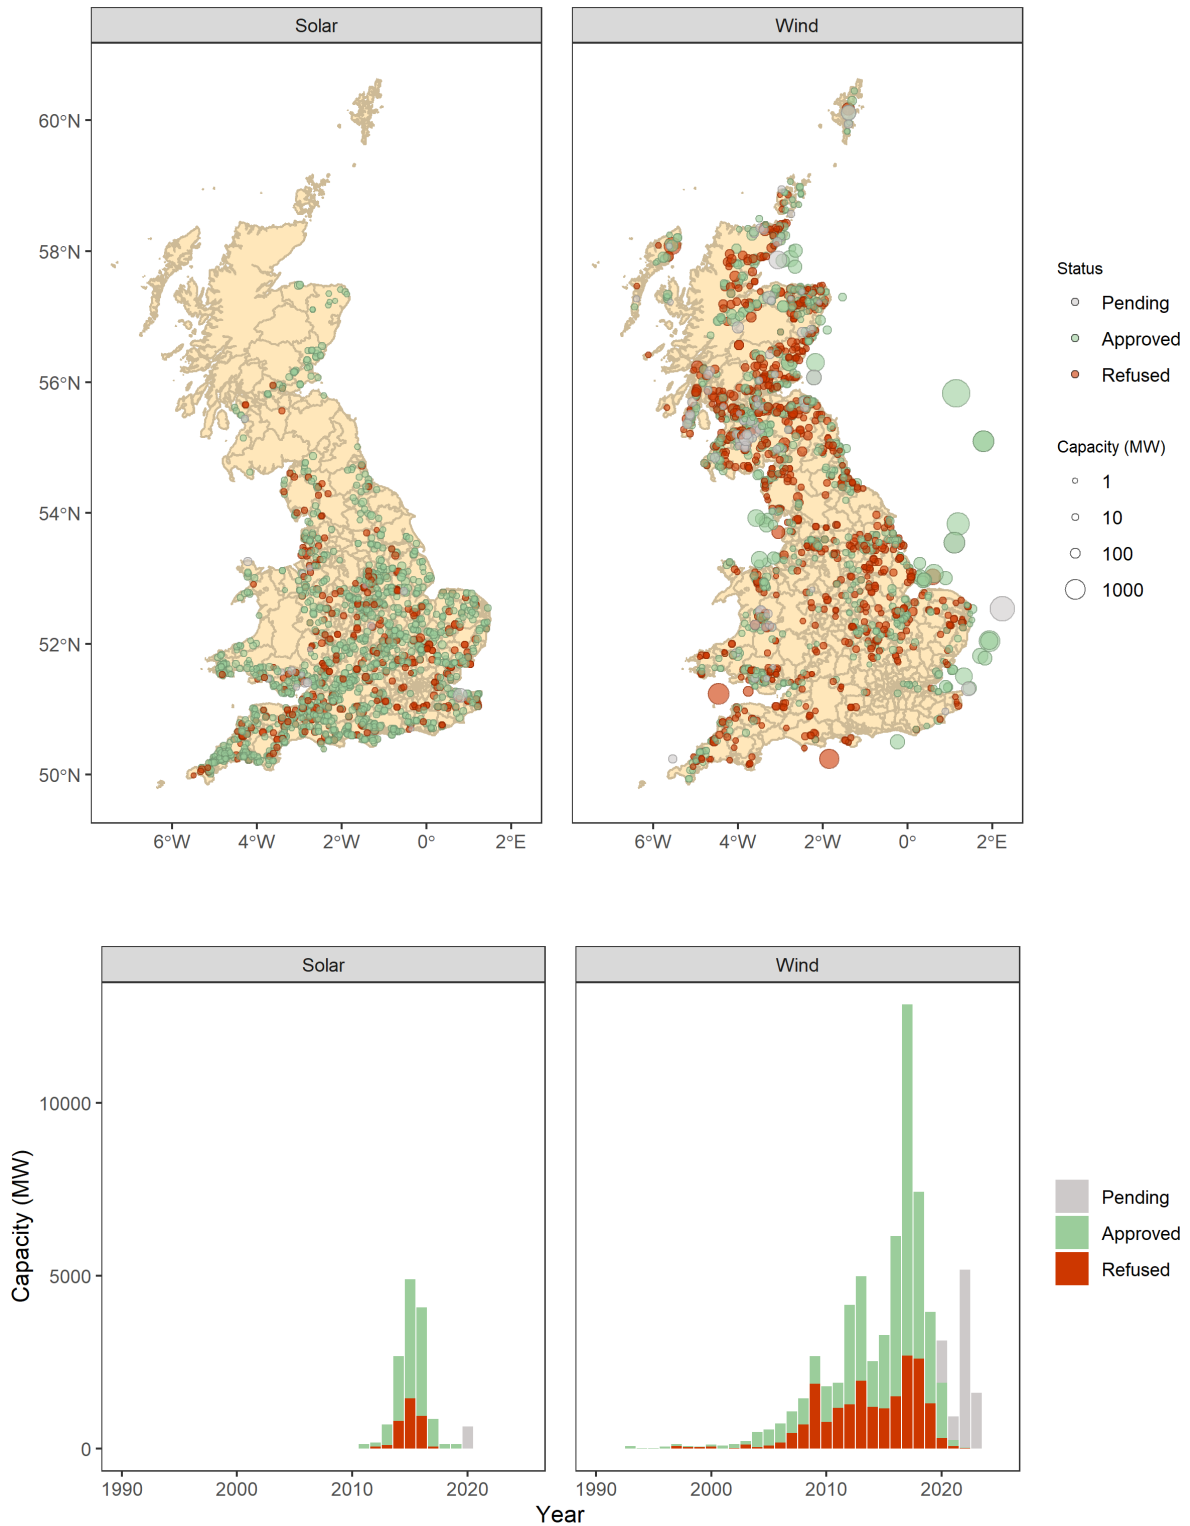 Solar Wind
60°N
58°N
56°N
54°N
52°N
50°N
6°W 4°W 2°W 0° 2°E 6°W 4°W 2°W 0° 2°E
Status
Pending
Approved
Refused
Capacity (MW)
1
10
100
1000
Solar Wind
Capacity (MW)
10000
5000
0
1990 2000 2010 2020 1990 2000 2010 2020
Year
Pending
Approved
Refused